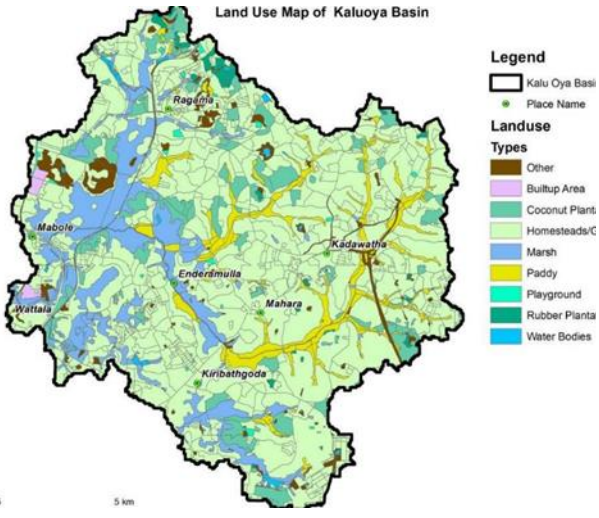 Land Use Map of Kaluoya Basin
Legend
Kalu Oya Basi
Place Name
Landuse
Types
Other
Builtup Area
Coconut Planta
Homesteads/G
Marsh
Paddy
Playground
Rubber Plantat
Water Bodies
Ragama
Mabole
Kadawatha
Enderamulla
Wattala
Mahara
Kiribathgoda
5 km